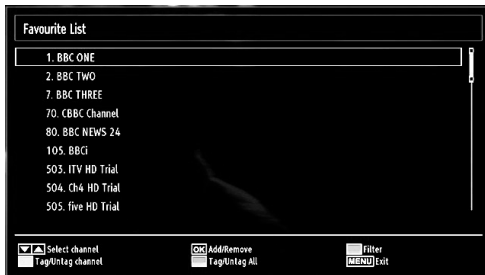 Favourite List
1. BBC ONE
2. BBC TWO
7. BBC THREE
70. CBBC Channel
80. BBC NEWS 24
105. BBCi
503. ITV HD Trial
504. Ch4 HD Trial
505. five HD Trial
Select channel OK Add/Remove Filter
Tag/Untag channel Tag/Untag All MENU Exit